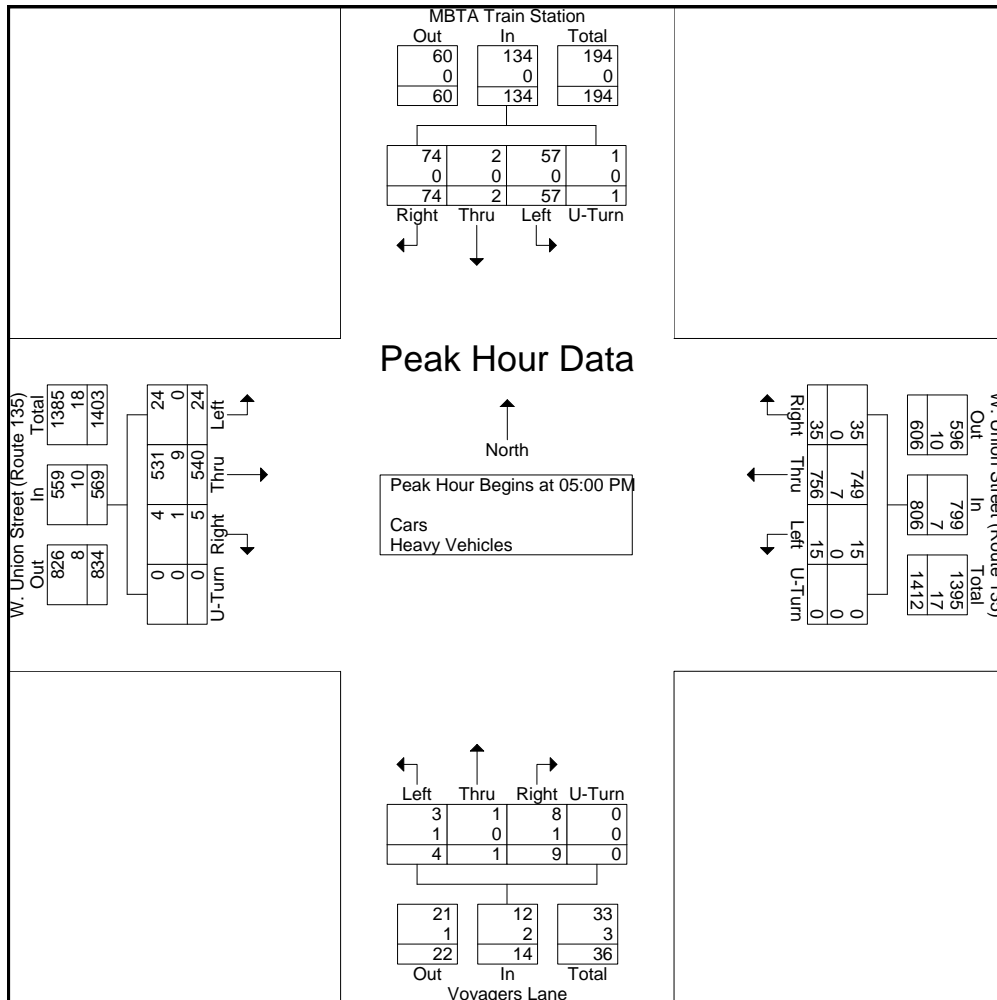 MBTA Train Station
Out In Total
60 134 194
0 0 0
60 134 194
74 2 57 1
0 0 0 0
74 2 57 1
Right Thru Left U-Turn
Peak Hour Data
North
Peak Hour Begins at 05:00 PM
Cars
Heavy Vehicles
W. Union Street (Route 135)
Total In Out
1385 559 826
18 10 8
1403 569 834
24 531 4 0
0 9 1 0
24 540 5 0
Left Thru Right U-Turn
W. Union Street (Route 135)
Out In Total
596 799 1395
10 7 17
606 806 1412
35 749 15 0
0 7 0 0
35 756 15 0
Right Thru Left U-Turn
Left Thru Right U-Turn
3 1 8 0
1 0 1 0
4 1 9 0
21 12 33
1 2 3
22 14 36
Out In Total
Voyagers Lane